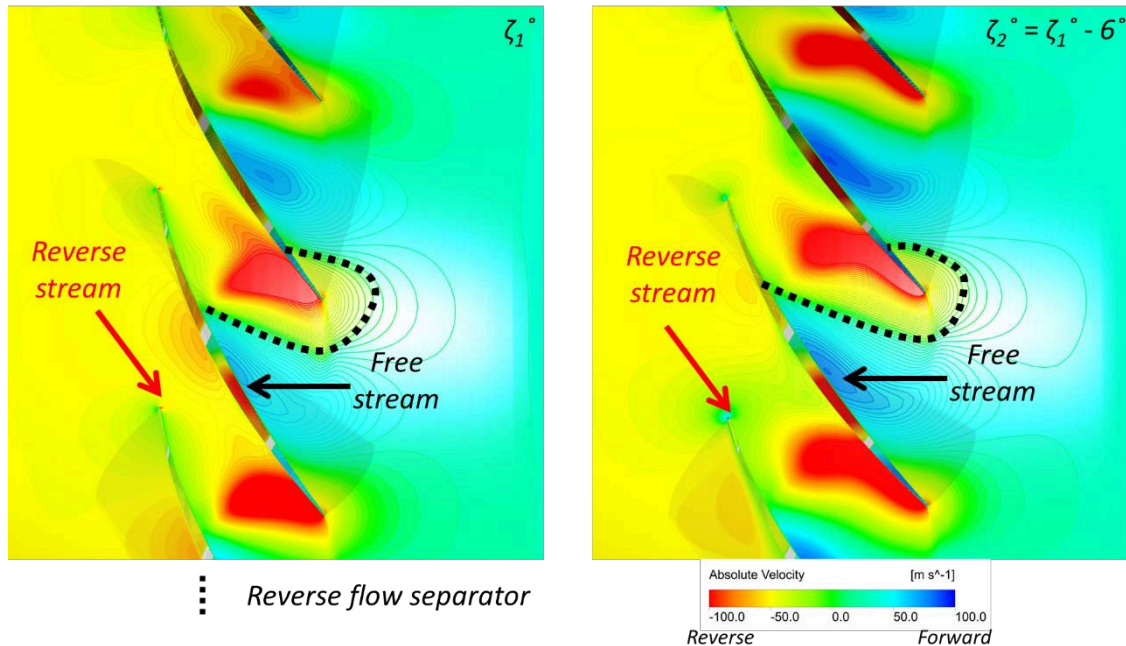 ζ₁°
ζ₂° = ζ₁° - 6°
Reverse
stream
Free
stream
Reverse
stream
Free
stream
Reverse flow separator
Absolute Velocity [m s^-1]
-100.0 -50.0 0.0 50.0 100.0
Reverse Forward